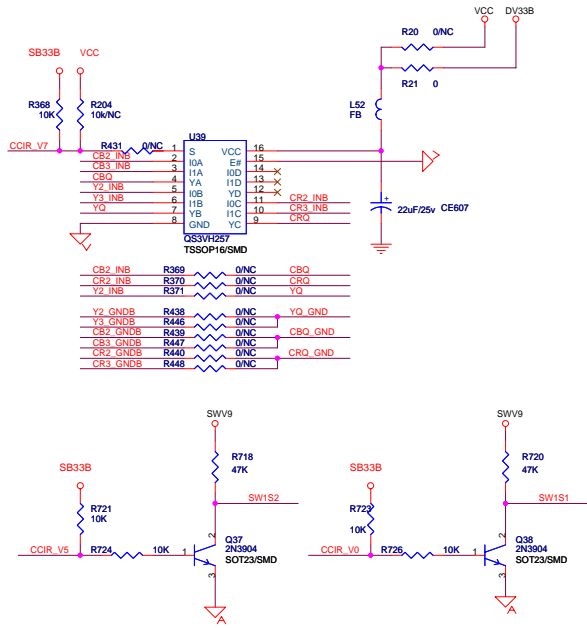 VCC DV33B
R20 0/NC
R21 0
SB33B VCC
R368 10K
R204 10k/NC
L52 FB
U39
CCIR_V7 R431 0/NC 1 S VCC 16
CB2_INB 2 I0A E# 15
CB3_INB 3 I1A I0D 14
CBQ 4 YA I1D 13
Y2_INB 5 I0B YD 12
Y3_INB 6 I1B I0C 11 CR2_INB
YQ 7 YB I1C 10 CR3_INB
8 GND YC 9 CRQ
QS3VH257
TSSOP16/SMD
22uF/25v CE607
CB2_INB R369 0/NC CBQ
CR2_INB R370 0/NC CRQ
Y2_INB R371 0/NC YQ
Y2_GNDB R438 0/NC YQ_GND
Y3_GNDB R446 0/NC
CB2_GNDB R439 0/NC CBQ_GND
CB3_GNDB R447 0/NC
CR2_GNDB R440 0/NC CRQ_GND
CR3_GNDB R448 0/NC
SWV9
R718
47K
SW1S2
SB33B
R721
10K
CCIR_V5 R724 10K 1 2 3
Q37
2N3904
SOT23/SMD
A
SWV9
R720
47K
SW1S1
SB33B
R723
10K
CCIR_V0 R726 10K 1 2 3
Q38
2N3904
SOT23/SMD
A